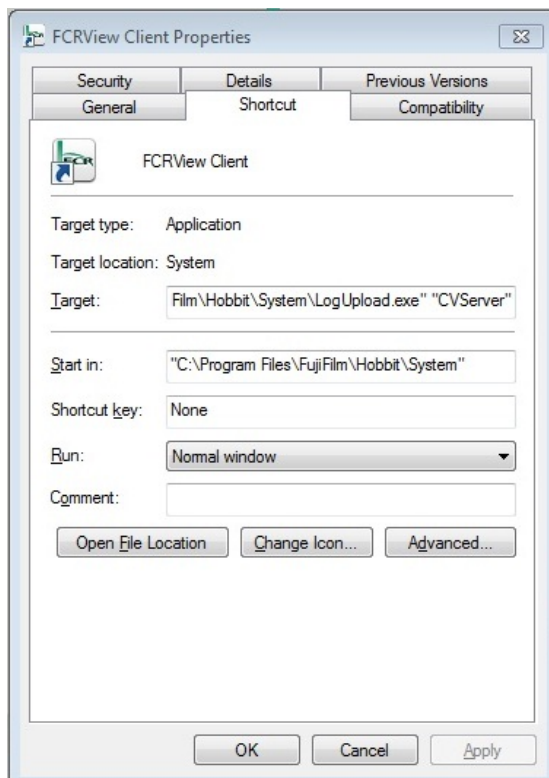 FCRView Client Properties
Security Details Previous Versions
General Shortcut Compatibility
FCR
FCRView Client
Target type: Application
Target location: System
Target: Film\Hobbit\System\LogUpload.exe" "CVServer"
Start in: "C:\Program Files\FujiFilm\Hobbit\System"
Shortcut key: None
Run: Normal window
Comment:
Open File Location Change Icon... Advanced...
OK Cancel Apply